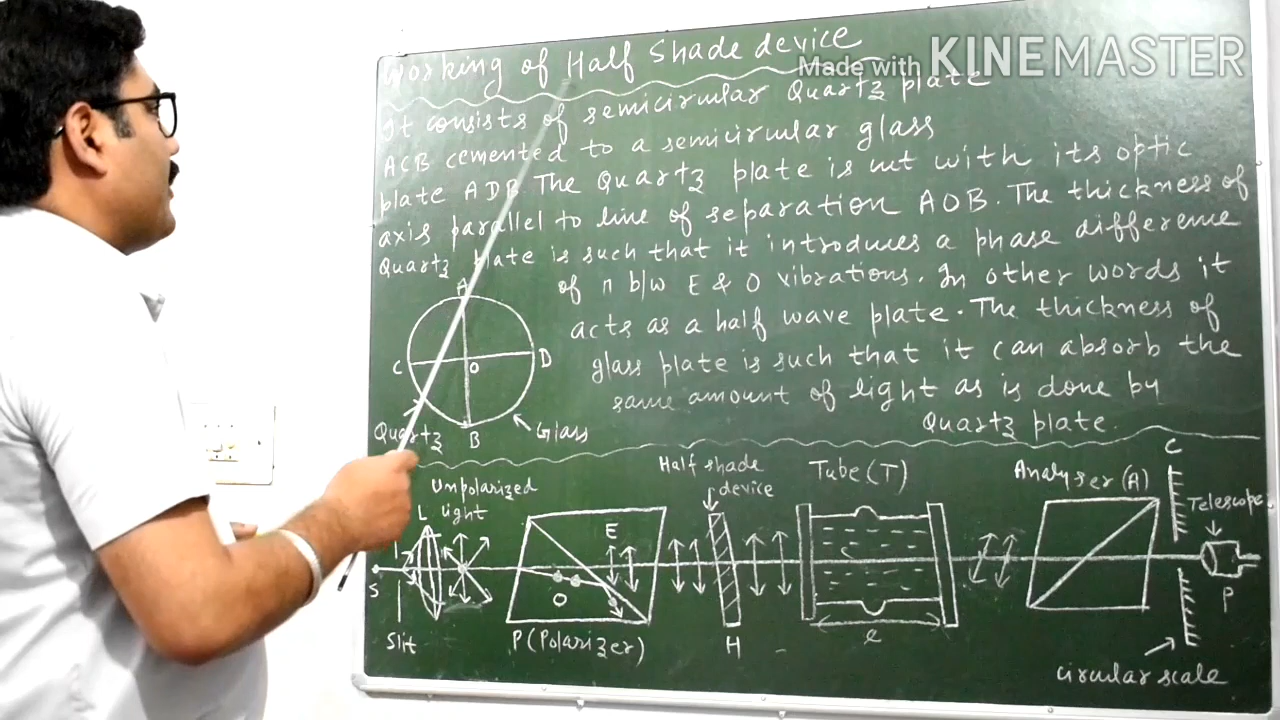 Working of Half Shade device
Made with KINEMASTER
It consists of semicircular Quartz plate
ACB cemented to a semicircular glass
plate ADB. The Quartz plate is cut with its optic
axis parallel to line of separation AOB. The thickness of
Quartz plate is such that it introduces a phase difference
of π b/w E & O vibrations. In other words it
acts as a half wave plate. The thickness of
glass plate is such that it can absorb the
same amount of light as is done by
Quartz plate.
A
C
O
D
B
Quartz
Glass
Unpolarized
light
L
S
Slit
E
O
P (Polarizer)
Half shade
device
H
Tube (T)
l
Analyser (A)
C
Telescope
P
circular scale